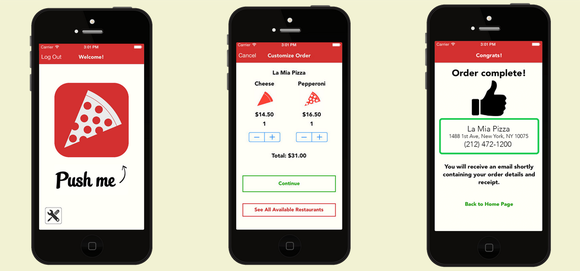 Carrier 3:01 PM
Log Out Welcome!
Push me
Carrier 3:01 PM
Cancel Customize Order
La Mia Pizza
Cheese Pepperoni
$14.50 $16.50
1 1
− + − +
Total: $31.00
Continue
See All Available Restaurants
Carrier 3:01 PM
Congrats!
Order complete!
La Mia Pizza
1488 1st Ave, New York, NY 10075
(212) 472-1200
You will receive an email shortly
containing your order details and
receipt.
Back to Home Page